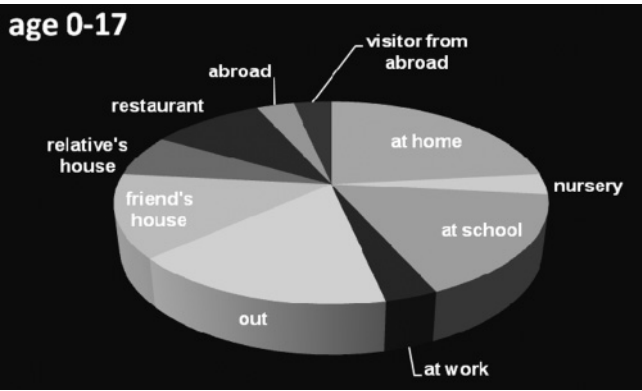 age 0-17
visitor from
abroad
abroad
restaurant
at home
relative's
house
nursery
friend's
house
at school
out
at work